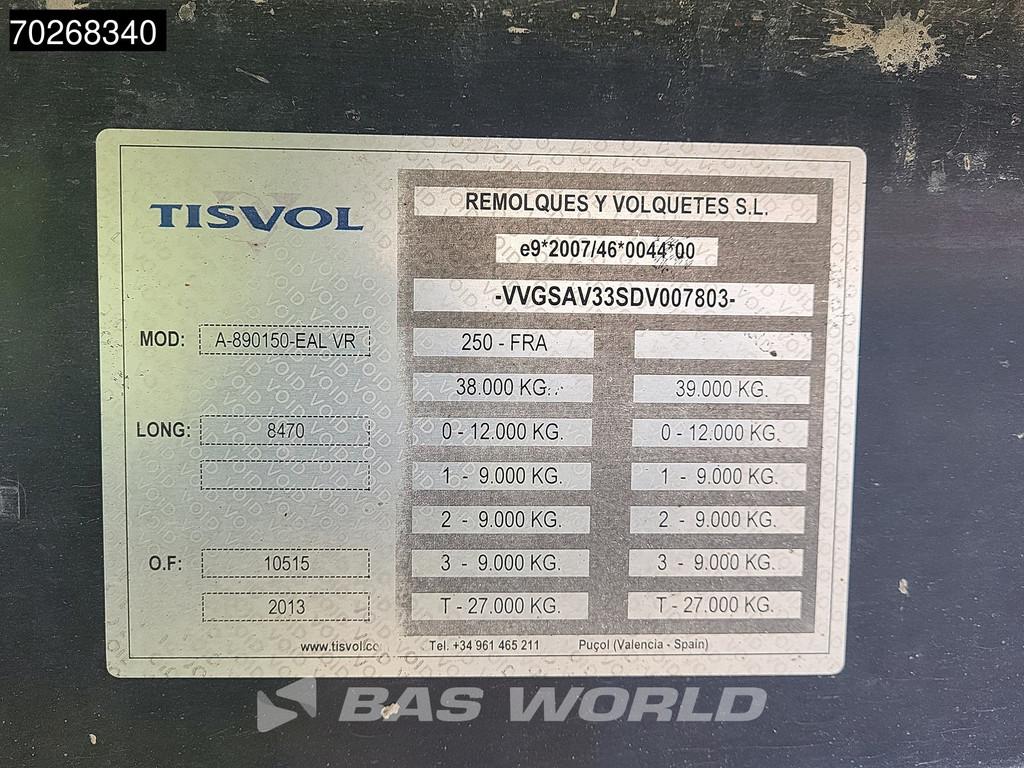 70268340
TISVOL
REMOLQUES Y VOLQUETES S.L.
e9*2007/46*0044*00
-VVGSAV33SDV007803-
MOD: A-890150-EAL VR 250 - FRA
38.000 KG. 39.000 KG.
LONG: 8470 0 - 12.000 KG. 0 - 12.000 KG.
1 - 9.000 KG. 1 - 9.000 KG.
2 - 9.000 KG. 2 - 9.000 KG.
O.F: 10515 3 - 9.000 KG. 3 - 9.000 KG.
2013 T - 27.000 KG. T - 27.000 KG.
www.tisvol.co Tel. +34 961 465 211 Puçol (Valencia - Spain)
BAS WORLD